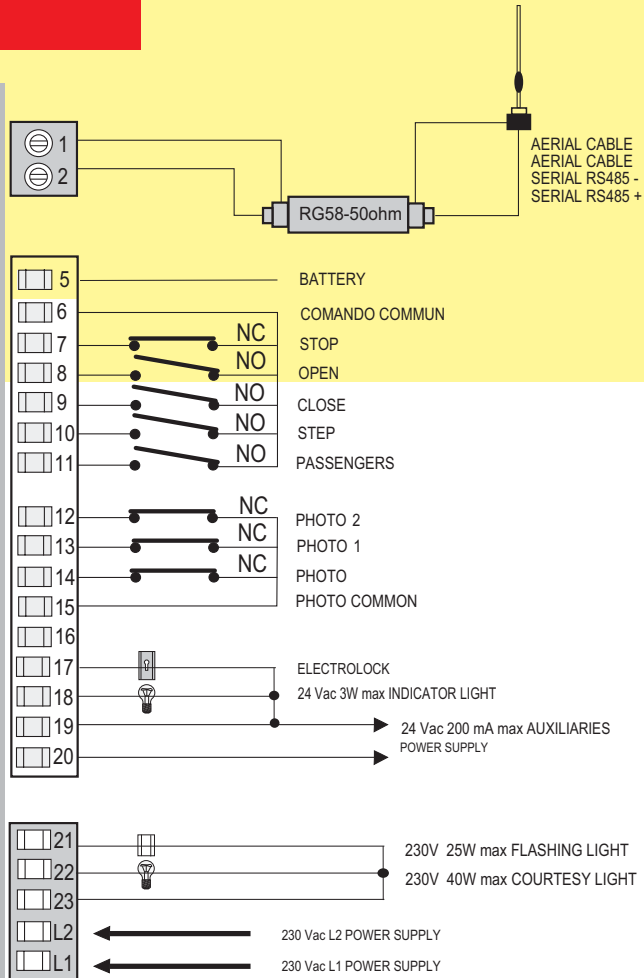 1
2
RG58-50ohm
AERIAL CABLE
AERIAL CABLE
SERIAL RS485 -
SERIAL RS485 +
5 BATTERY
6 COMANDO COMMUN
7 NC STOP
8 NO OPEN
9 NO CLOSE
10 NO STEP
11 NO PASSENGERS
12 NC PHOTO 2
13 NC PHOTO 1
14 NC PHOTO
15 PHOTO COMMON
16
17 ELECTROLOCK
18 24 Vac 3W max INDICATOR LIGHT
19 24 Vac 200 mA max AUXILIARIES
20 POWER SUPPLY
21 230V 25W max FLASHING LIGHT
22 230V 40W max COURTESY LIGHT
23
L2 230 Vac L2 POWER SUPPLY
L1 230 Vac L1 POWER SUPPLY